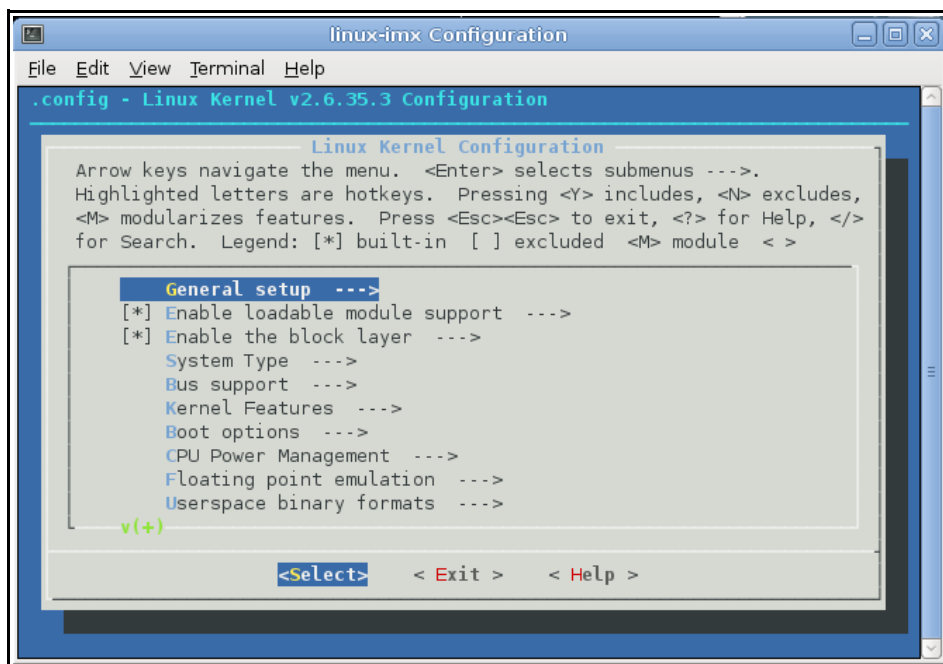 linux-imx Configuration
File Edit View Terminal Help
.config - Linux Kernel v2.6.35.3 Configuration
Linux Kernel Configuration
Arrow keys navigate the menu. <Enter> selects submenus --->.
Highlighted letters are hotkeys. Pressing <Y> includes, <N> excludes,
<M> modularizes features. Press <Esc><Esc> to exit, <?> for Help, </>
for Search. Legend: [*] built-in [ ] excluded <M> module < >
General setup --->
[*] Enable loadable module support --->
[*] Enable the block layer --->
System Type --->
Bus support --->
Kernel Features --->
Boot options --->
CPU Power Management --->
Floating point emulation --->
Userspace binary formats --->
v(+)
<Select> < Exit > < Help >